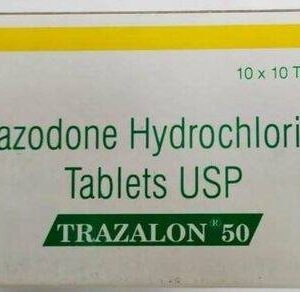 10 x 10 T
azodone Hydrochlori
Tablets USP
TRAZALON® 50